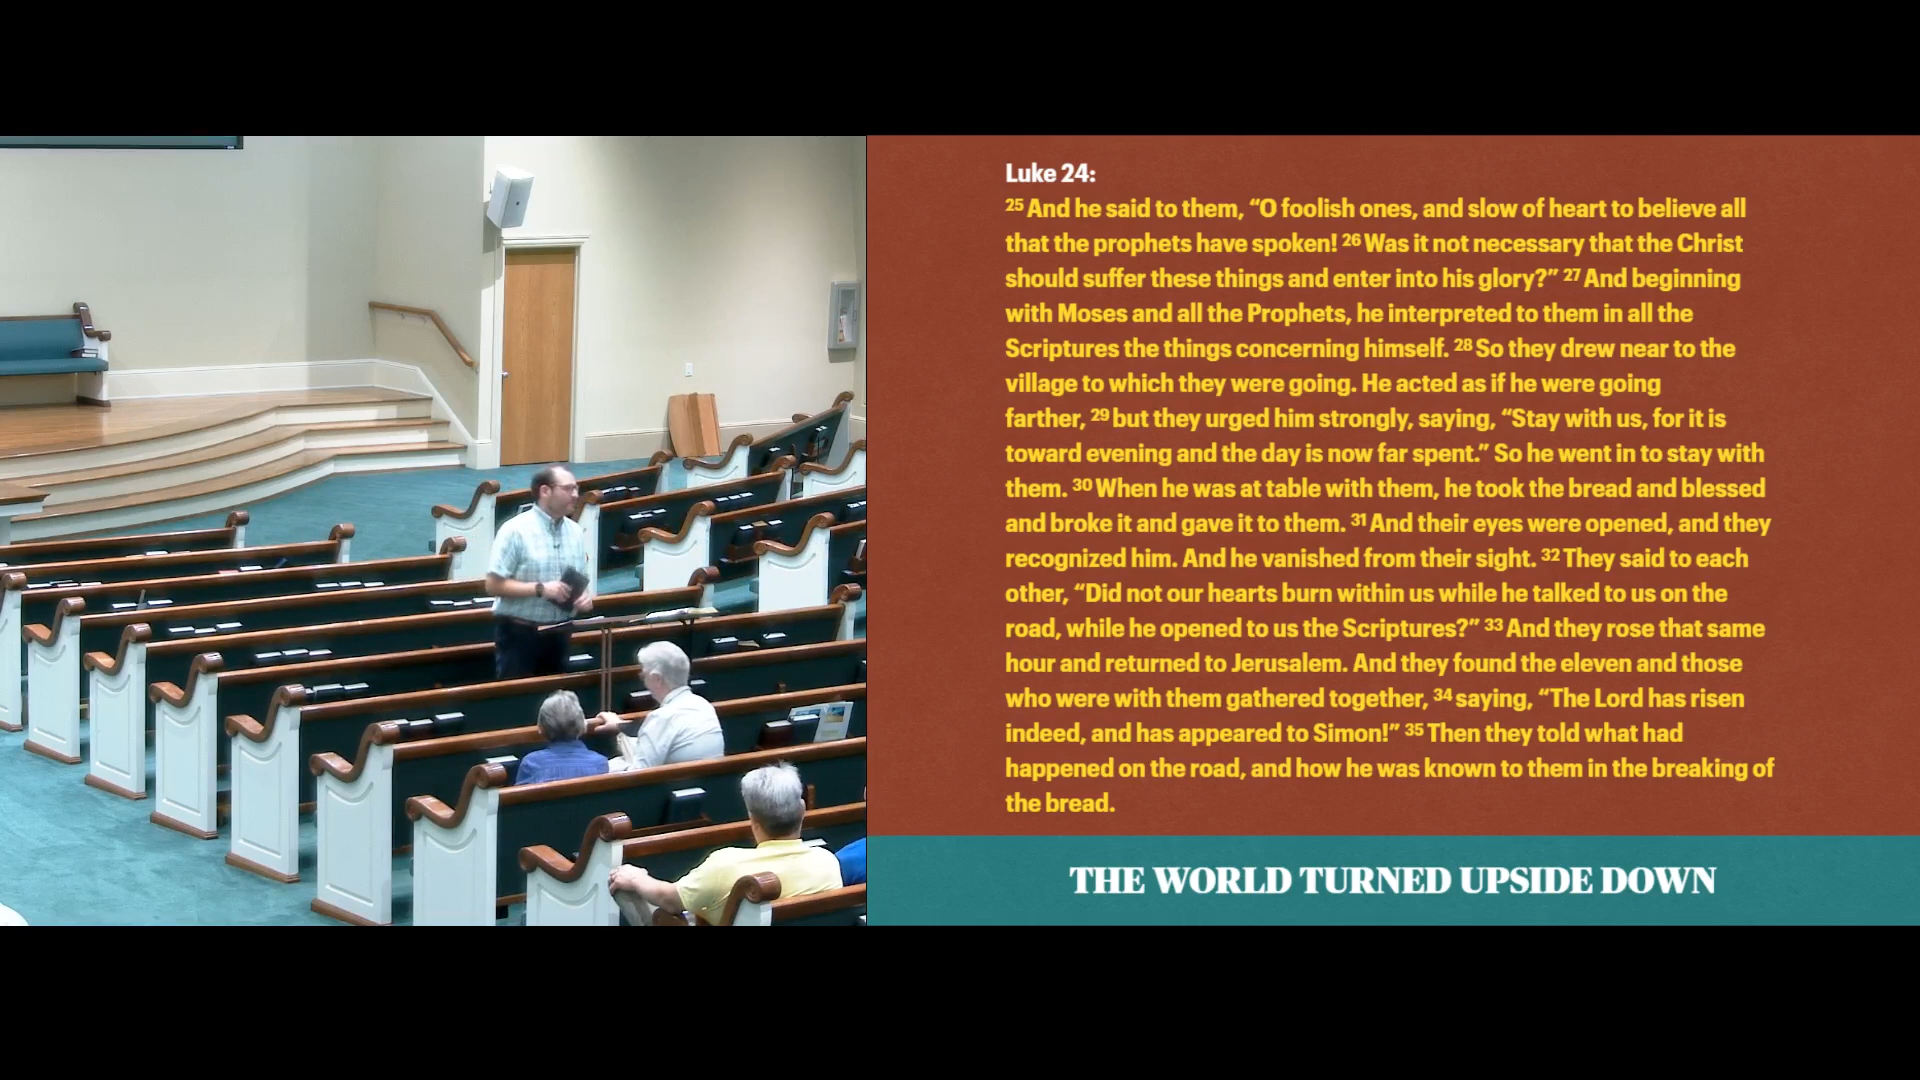 Luke 24:
25 And he said to them, “O foolish ones, and slow of heart to believe all
that the prophets have spoken! 26 Was it not necessary that the Christ
should suffer these things and enter into his glory?” 27 And beginning
with Moses and all the Prophets, he interpreted to them in all the
Scriptures the things concerning himself. 28 So they drew near to the
village to which they were going. He acted as if he were going
farther, 29 but they urged him strongly, saying, “Stay with us, for it is
toward evening and the day is now far spent.” So he went in to stay with
them. 30 When he was at table with them, he took the bread and blessed
and broke it and gave it to them. 31 And their eyes were opened, and they
recognized him. And he vanished from their sight. 32 They said to each
other, “Did not our hearts burn within us while he talked to us on the
road, while he opened to us the Scriptures?” 33 And they rose that same
hour and returned to Jerusalem. And they found the eleven and those
who were with them gathered together, 34 saying, “The Lord has risen
indeed, and has appeared to Simon!” 35 Then they told what had
happened on the road, and how he was known to them in the breaking of
the bread.
THE WORLD TURNED UPSIDE DOWN